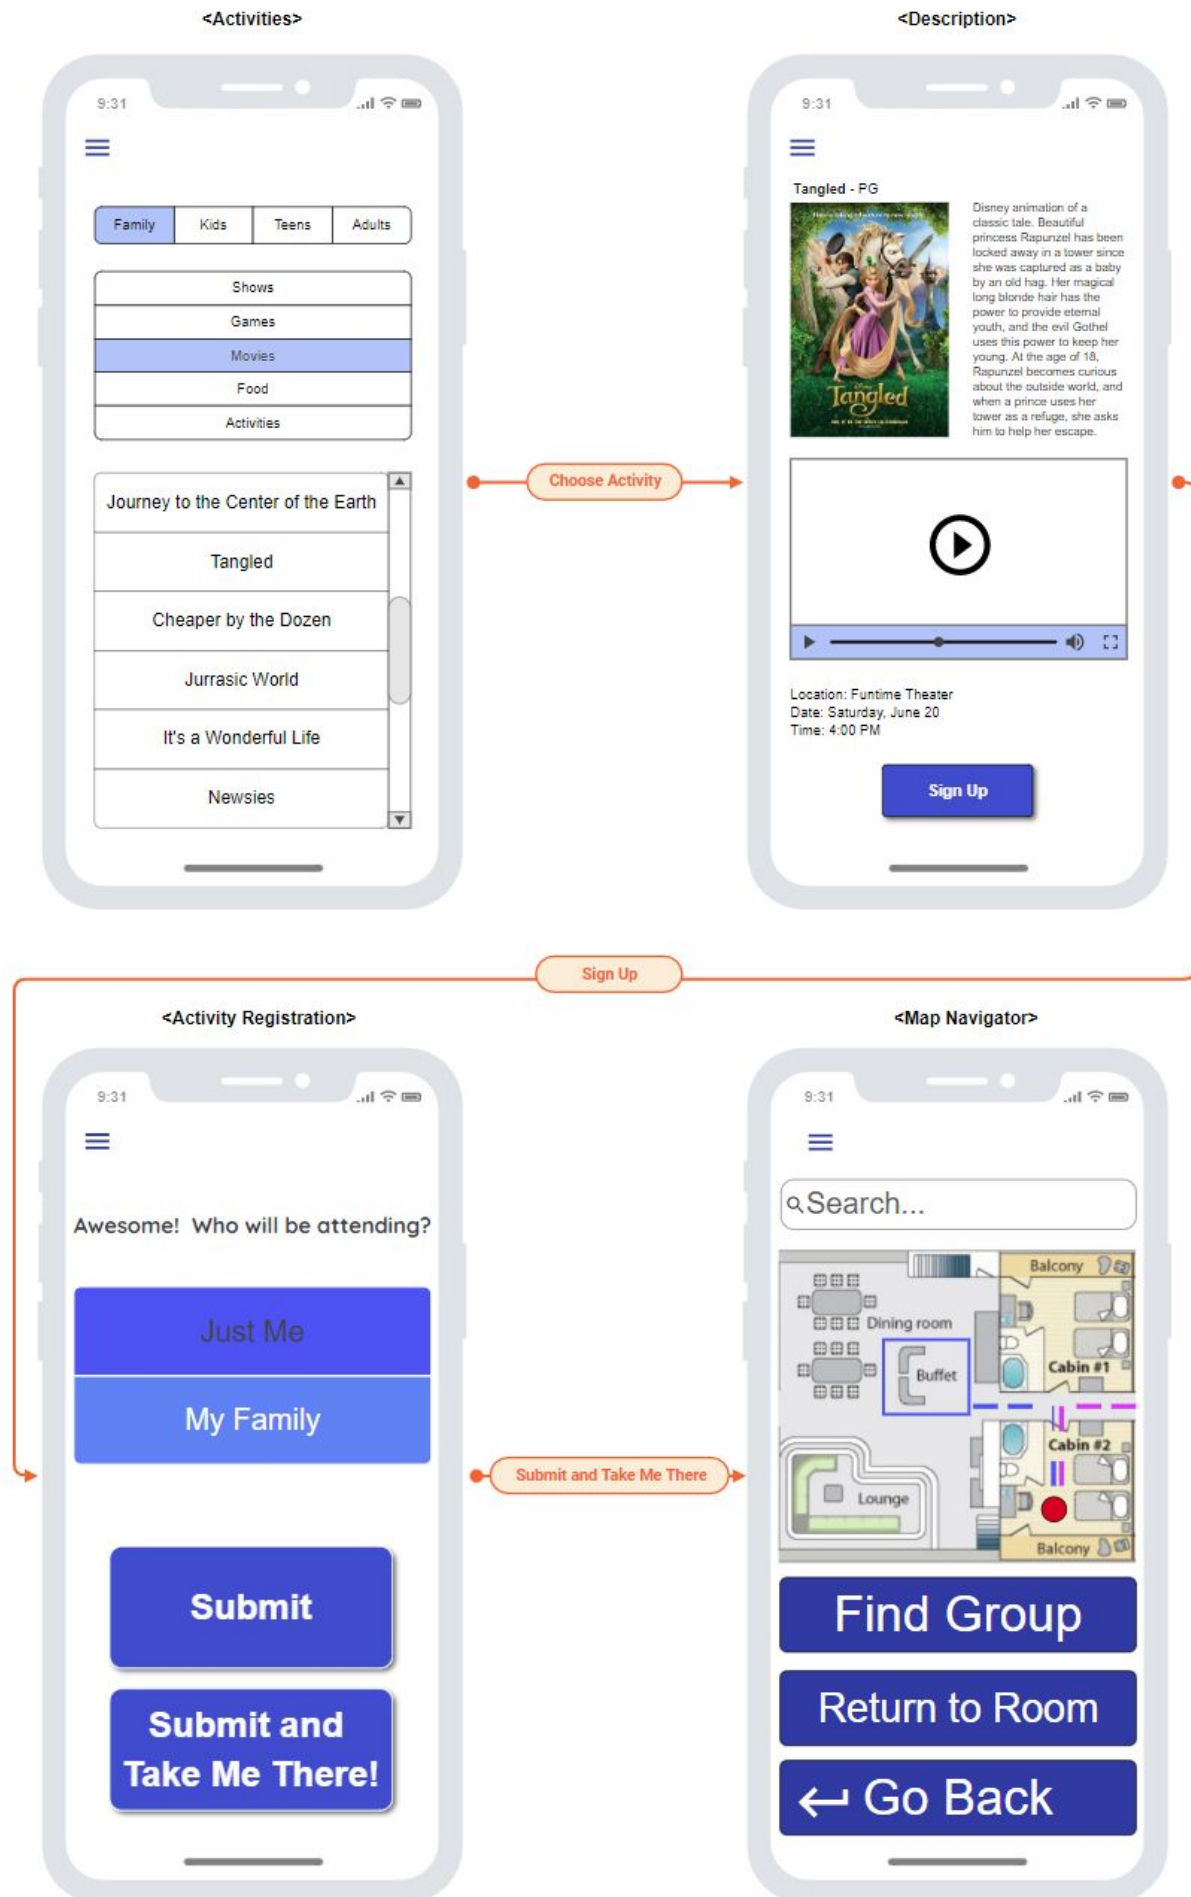 <Activities>
<Description>
9:31
Family Kids Teens Adults
Shows
Games
Movies
Food
Activities
Journey to the Center of the Earth
Tangled
Cheaper by the Dozen
Jurrasic World
It's a Wonderful Life
Newsies
Choose Activity
9:31
Tangled - PG
Disney
Tangled
Disney animation of a
classic tale. Beautiful
princess Rapunzel has been
locked away in a tower since
she was captured as a baby
by an old hag. Her magical
long blonde hair has the
power to provide eternal
youth, and the evil Gothel
uses this power to keep her
young. At the age of 18,
Rapunzel becomes curious
about the outside world, and
when a prince uses her
tower as a refuge, she asks
him to help her escape.
Location: Funtime Theater
Date: Saturday, June 20
Time: 4:00 PM
Sign Up
Sign Up
<Activity Registration>
<Map Navigator>
9:31
Awesome! Who will be attending?
Just Me
My Family
Submit
Submit and
Take Me There!
Submit and Take Me There
9:31
Search...
Balcony
Dining room
Buffet
Cabin #1
Cabin #2
Lounge
Balcony
Find Group
Return to Room
Go Back